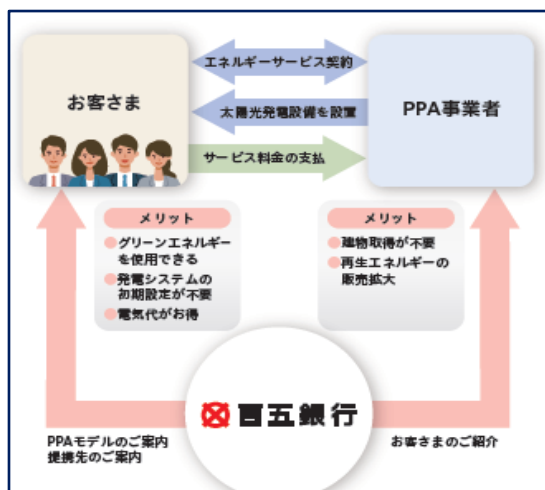 お客さま
エネルギーサービス契約
太陽光発電設備を設置
サービス料金の支払
PPA事業者
メリット
グリーンエネルギー
を使用できる
発電システムの
初期設定が不要
電気代がお得
メリット
建物取得が不要
再生エネルギーの
販売拡大
百五銀行
PPAモデルのご案内
提携先のご案内
お客さまのご紹介